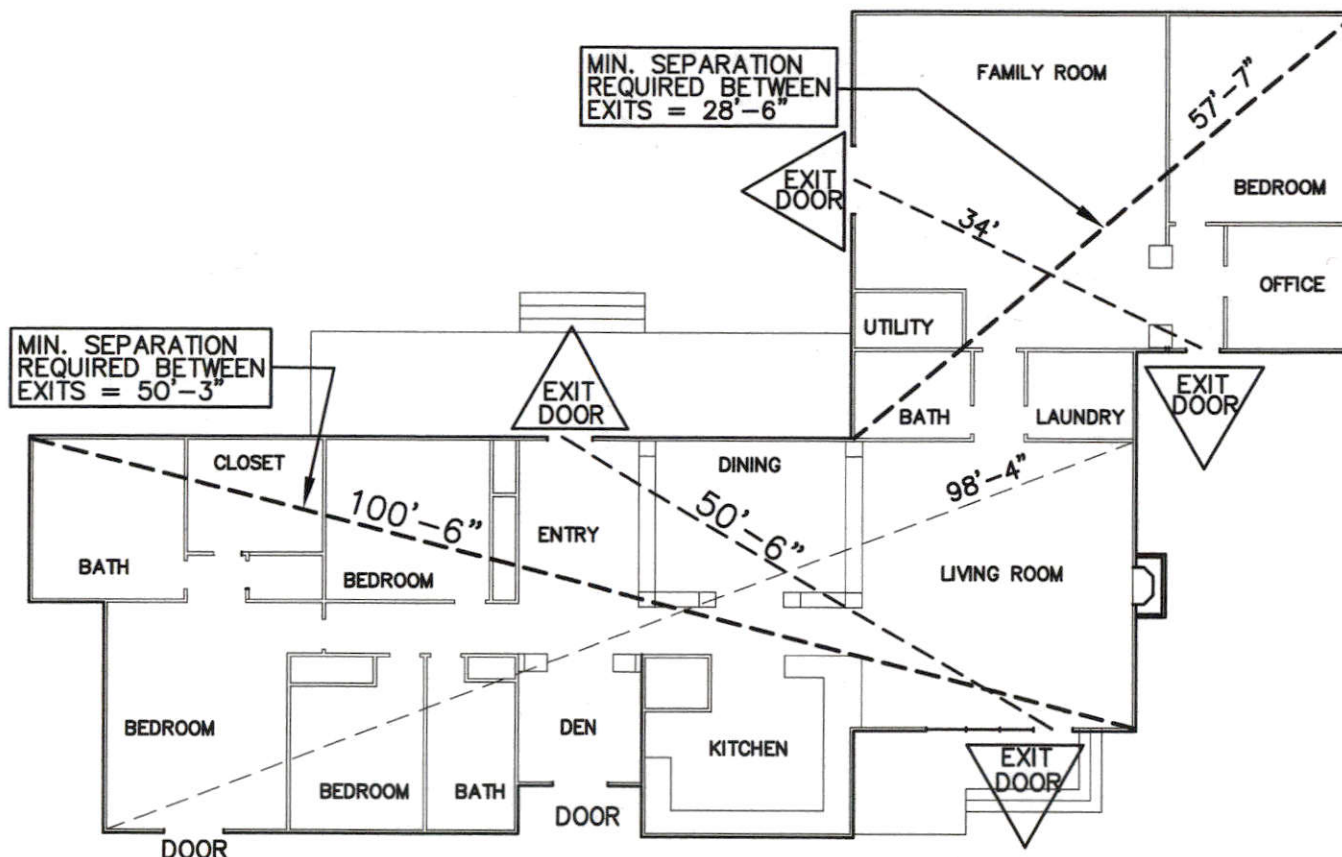 MIN. SEPARATION
REQUIRED BETWEEN
EXITS = 28'-6"
FAMILY ROOM
57'-7"
EXIT
DOOR
BEDROOM
34'
OFFICE
UTILITY
MIN. SEPARATION
REQUIRED BETWEEN
EXITS = 50'-3"
EXIT
DOOR
BATH
LAUNDRY
EXIT
DOOR
CLOSET
DINING
98'-4"
100'-6"
50'-6"
ENTRY
BATH
BEDROOM
LIVING ROOM
BEDROOM
DEN
KITCHEN
EXIT
DOOR
BEDROOM
BATH
DOOR
DOOR